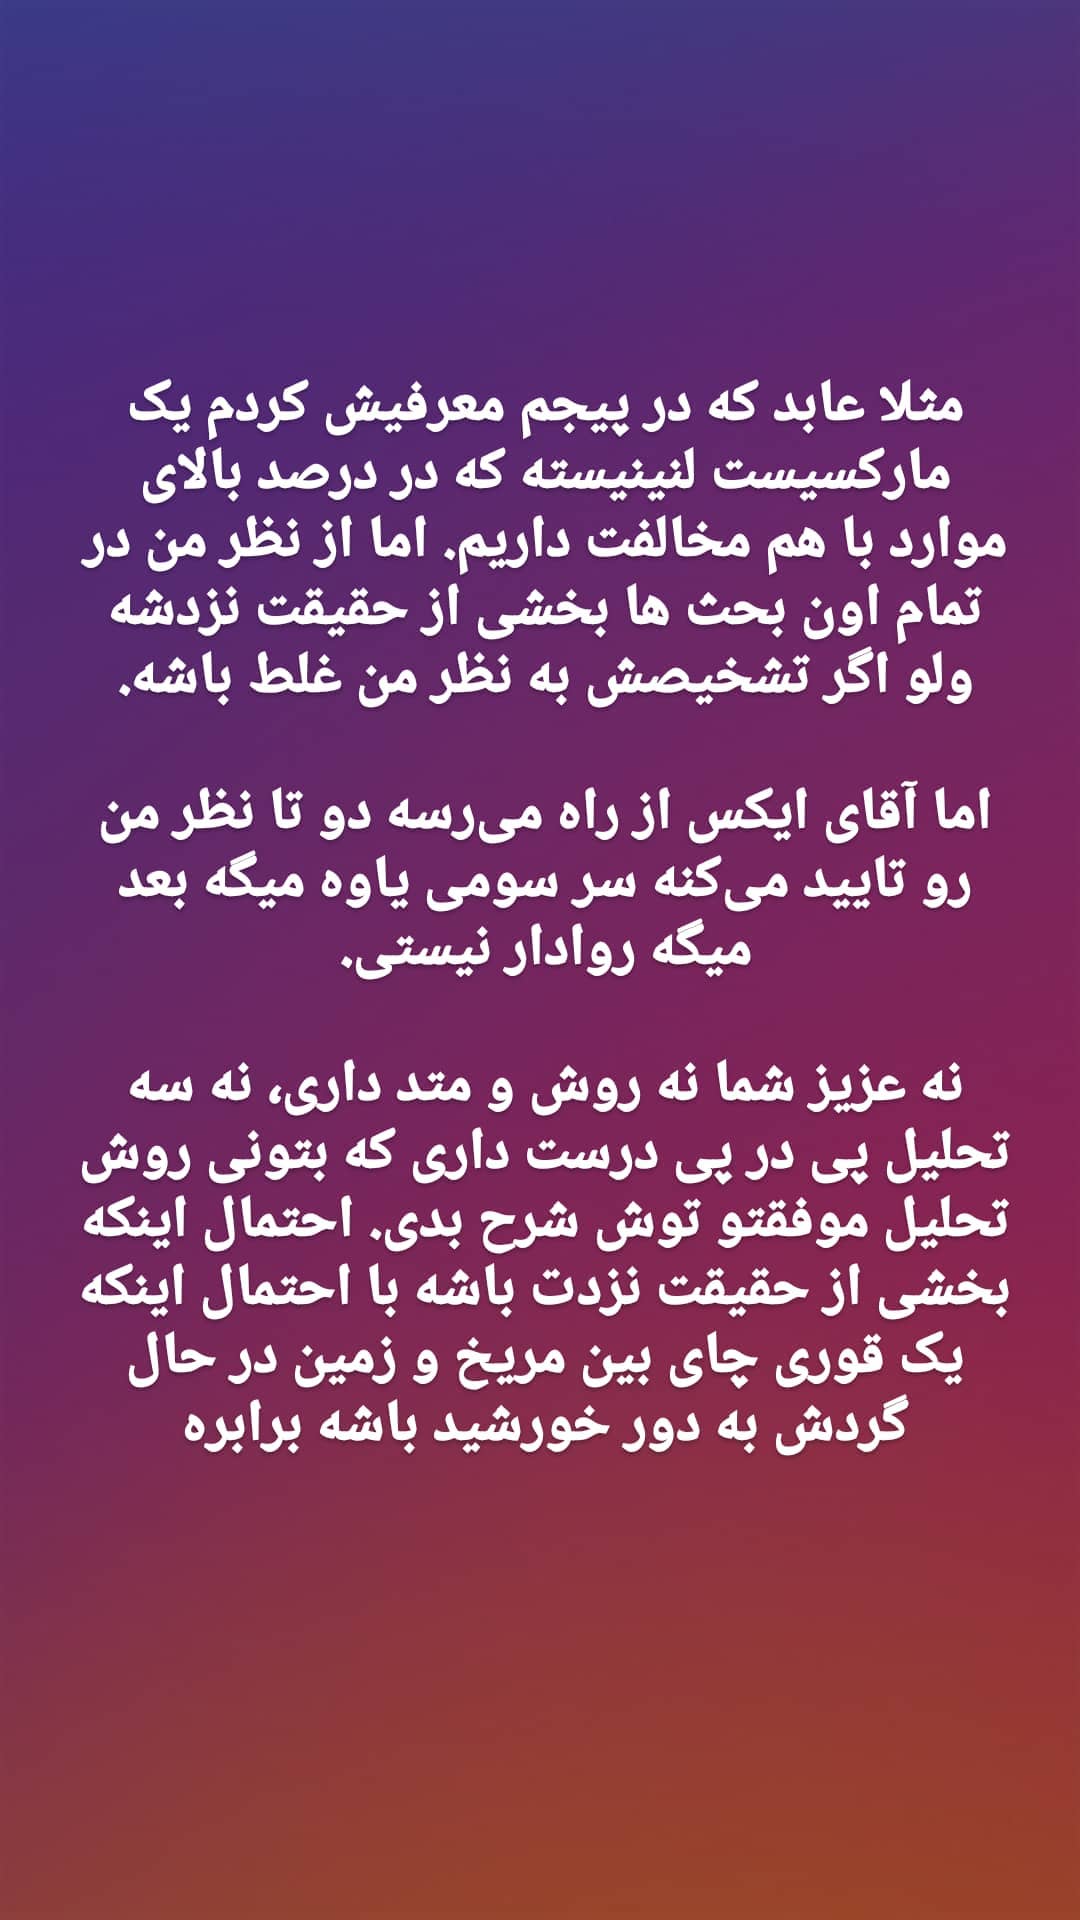 مثلا عابد که در پیجم معرفیش کردم یک
مارکسیست لنینیسته که در درصد بالای
موارد با هم مخالفت داریم. اما از نظر من در
تمام اون بحث ها بخشی از حقیقت نزدشه
ولو اگر تشخیصش به نظر من غلط باشه.
اما آقای ایکس از راه می‌رسه دو تا نظر من
رو تایید می‌کنه سر سومی یاوه میگه بعد
میگه روادار نیستی.
نه عزیز شما نه روش و متد داری، نه سه
تحلیل پی در پی درست داری که بتونی روش
تحلیل موفقتو توش شرح بدی. احتمال اینکه
بخشی از حقیقت نزدت باشه با احتمال اینکه
یک قوری چای بین مریخ و زمین در حال
گردش به دور خورشید باشه برابره